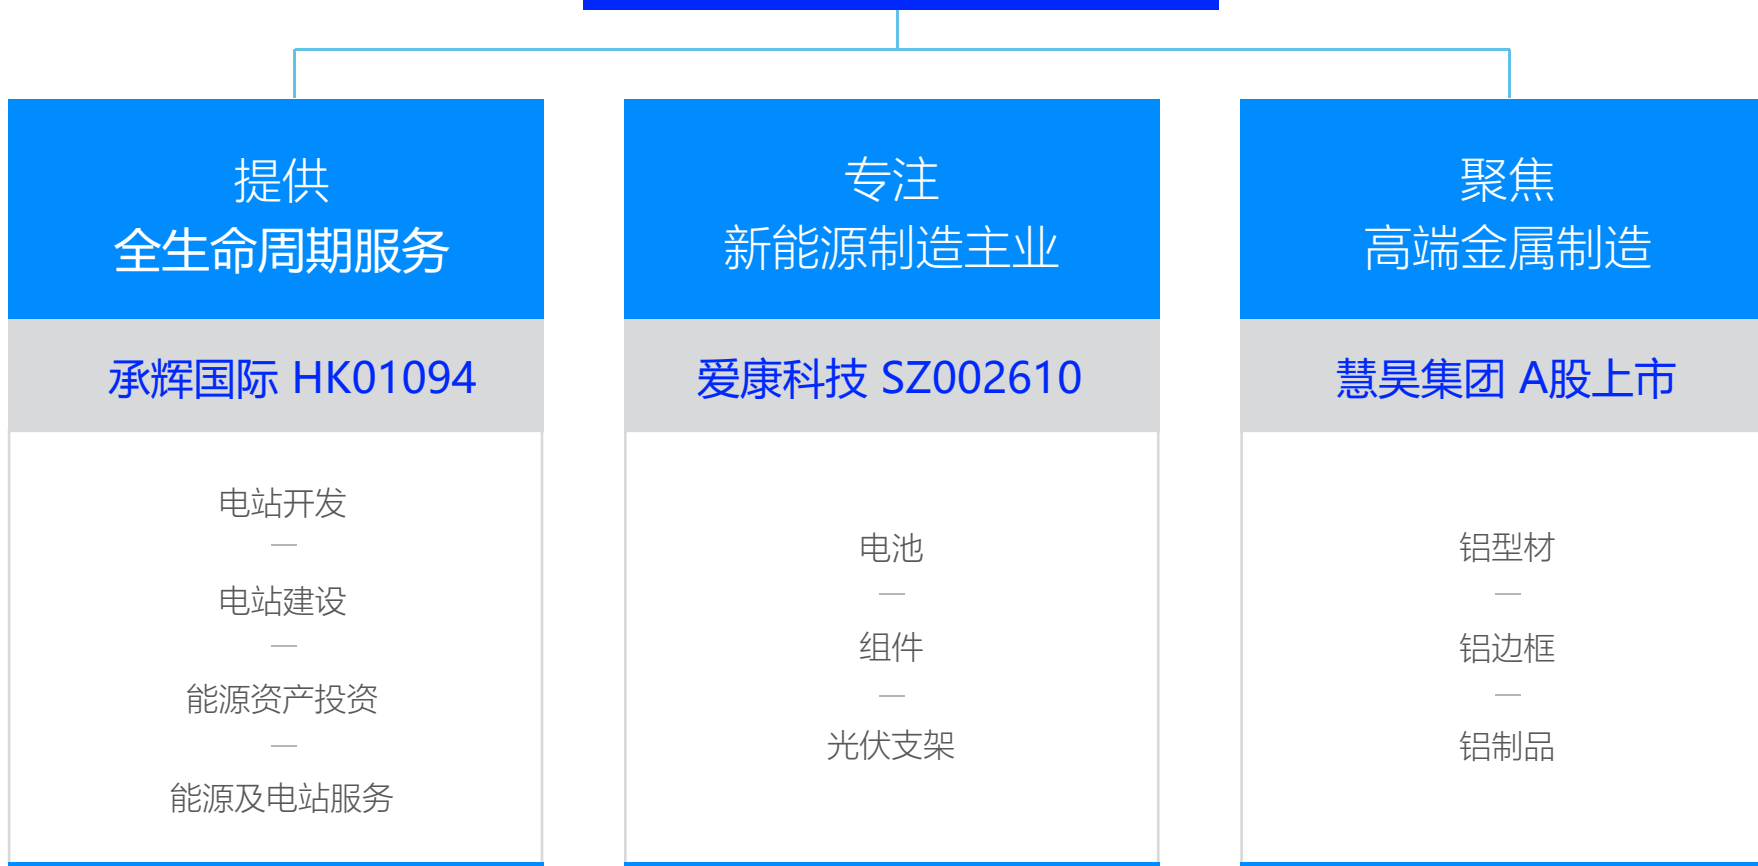 提供
全生命周期服务
承辉国际 HK01094
电站开发
电站建设
能源资产投资
能源及电站服务
专注
新能源制造主业
爱康科技 SZ002610
电池
组件
光伏支架
聚焦
高端金属制造
慧昊集团 A股上市
铝型材
铝边框
铝制品